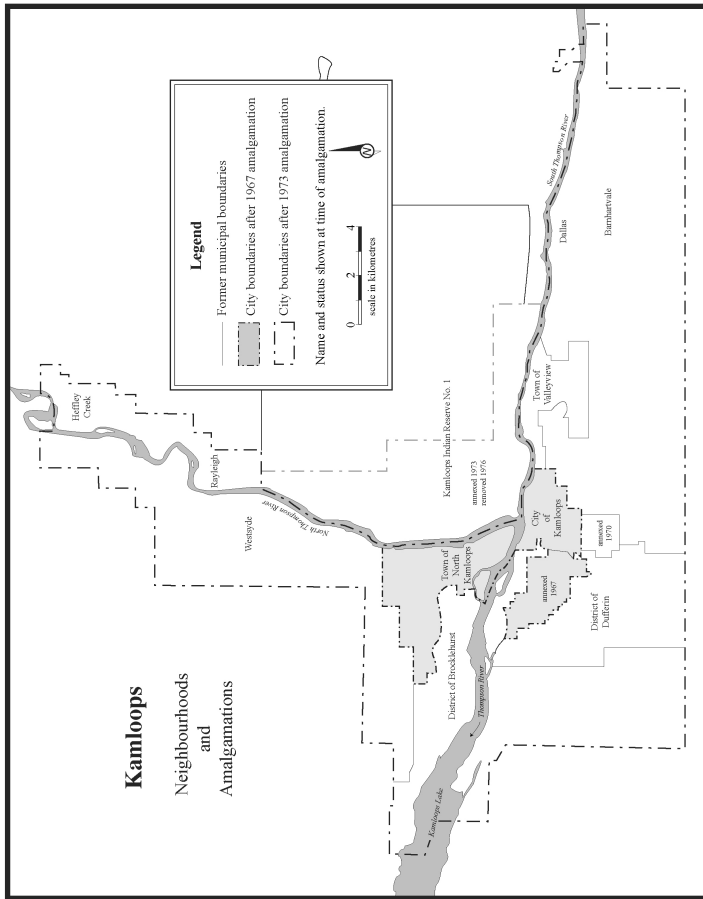 Kamloops
Neighbourhoods
and
Amalgamations
Legend
Former municipal boundaries
City boundaries after 1967 amalgamation
City boundaries after 1973 amalgamation
Name and status shown at time of amalgamation.
0 2 4
scale in kilometres
N
Heffley
Creek
Rayleigh
Westsyde
North Thompson River
Kamloops Indian Reserve No. 1
annexed 1973
removed 1976
Town of
North
Kamloops
District of Brocklehurst
Kamloops Lake
Thompson River
City
of
Kamloops
annexed
1967
annexed
1970
District of
Dufferin
Town of
Valleyview
South Thompson River
Dallas
Barnhartvale